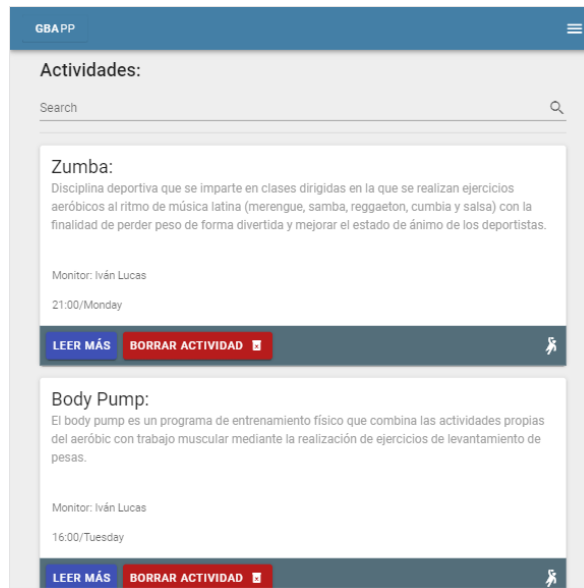 GBAPP
Actividades:
Search
Zumba:
Disciplina deportiva que se imparte en clases dirigidas en la que se realizan ejercicios
aeróbicos al ritmo de música latina (merengue, samba, reggaeton, cumbia y salsa) con la
finalidad de perder peso de forma divertida y mejorar el estado de ánimo de los deportistas.
Monitor: Iván Lucas
21:00/Monday
LEER MÁS BORRAR ACTIVIDAD
Body Pump:
El body pump es un programa de entrenamiento físico que combina las actividades propias
del aeróbic con trabajo muscular mediante la realización de ejercicios de levantamiento de
pesas.
Monitor: Iván Lucas
16:00/Tuesday
LEER MÁS BORRAR ACTIVIDAD